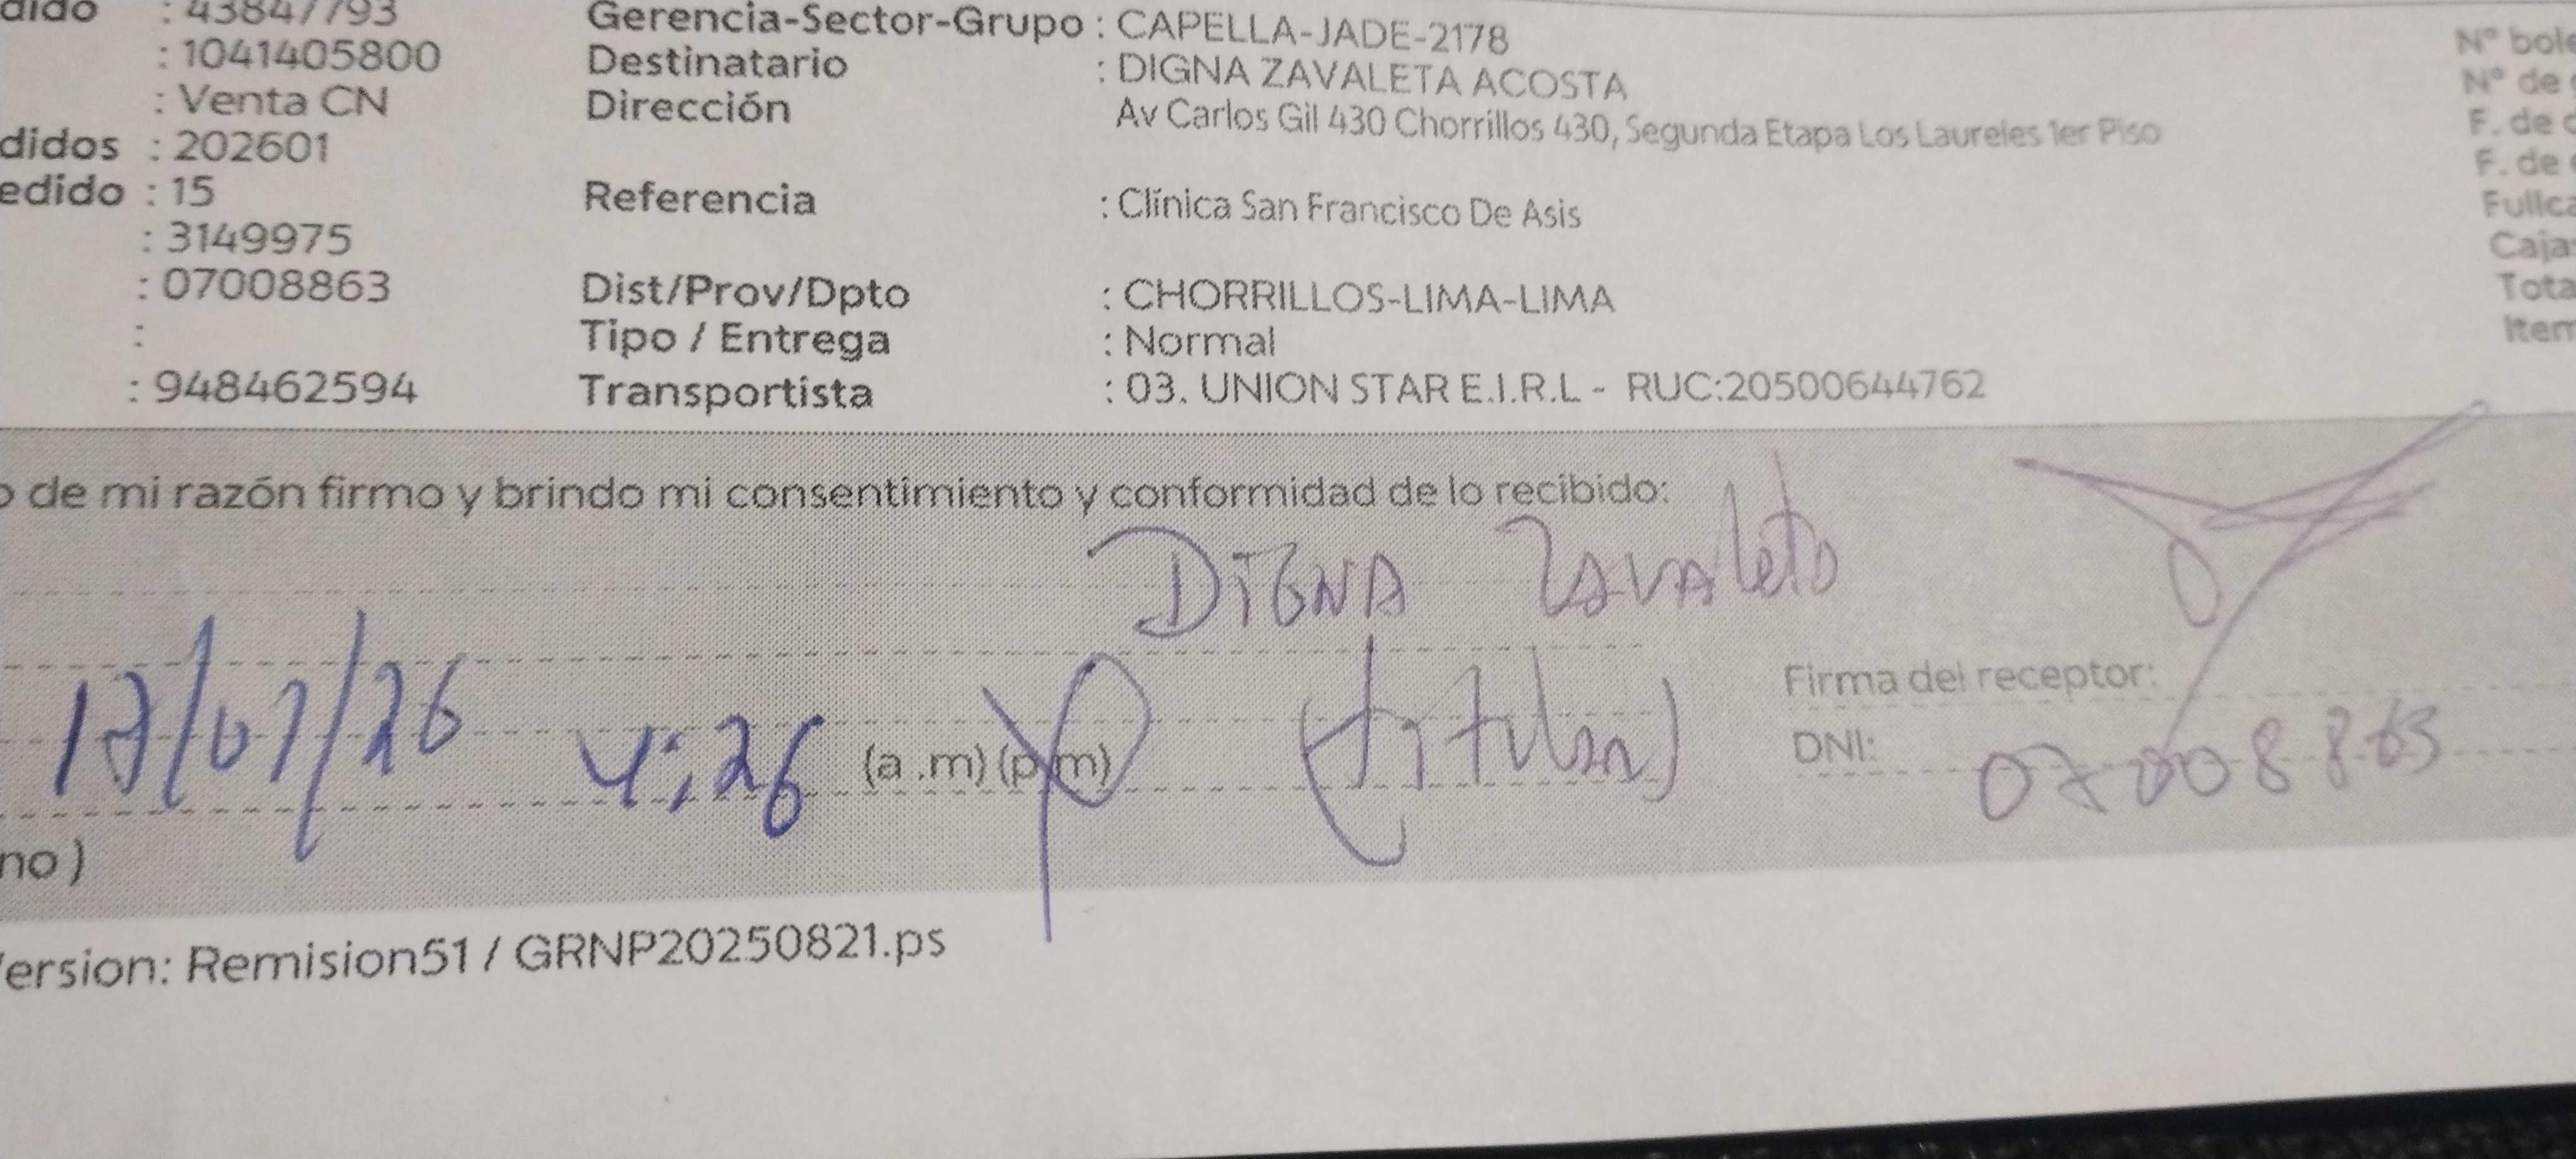 dido : 43847793
: 1041405800
: Venta CN
didos : 202601
edido : 15
: 3149975
: 07008863
:
: 948462594
Gerencia-Sector-Grupo : CAPELLA-JADE-2178
Destinatario : DIGNA ZAVALETA ACOSTA
Dirección Av Carlos Gil 430 Chorrillos 430, Segunda Etapa Los Laureles 1er Piso
Referencia : Clínica San Francisco De Asis
Dist/Prov/Dpto : CHORRILLOS-LIMA-LIMA
Tipo / Entrega : Normal
Transportista : 03. UNION STAR E.I.R.L - RUC:20500644762
N° bole
N° de
F. de
F. de
Fullca
Caja
Tota
Item
o de mi razón firmo y brindo mi consentimiento y conformidad de lo recibido:
DIGNA ZAVAleta
(titular)
/26 4:26 (a .m) (p.m)
Firma del receptor:
DNI: 07008863
no )
ersion: Remision51 / GRNP20250821.ps